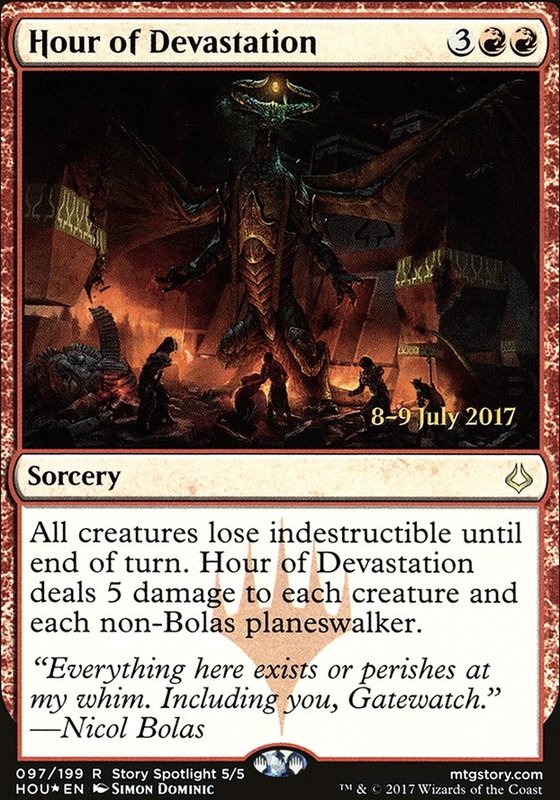 Hour of Devastation 3
8–9 July 2017
Sorcery
All creatures lose indestructible until
end of turn. Hour of Devastation
deals 5 damage to each creature and
each non-Bolas planeswalker.
“Everything here exists or perishes at
my whim. Including you, Gatewatch.”
—Nicol Bolas
097/199 R Story Spotlight 5/5 mtgstory.com
HOU★EN Simon Dominic ™ & © 2017 Wizards of the Coast